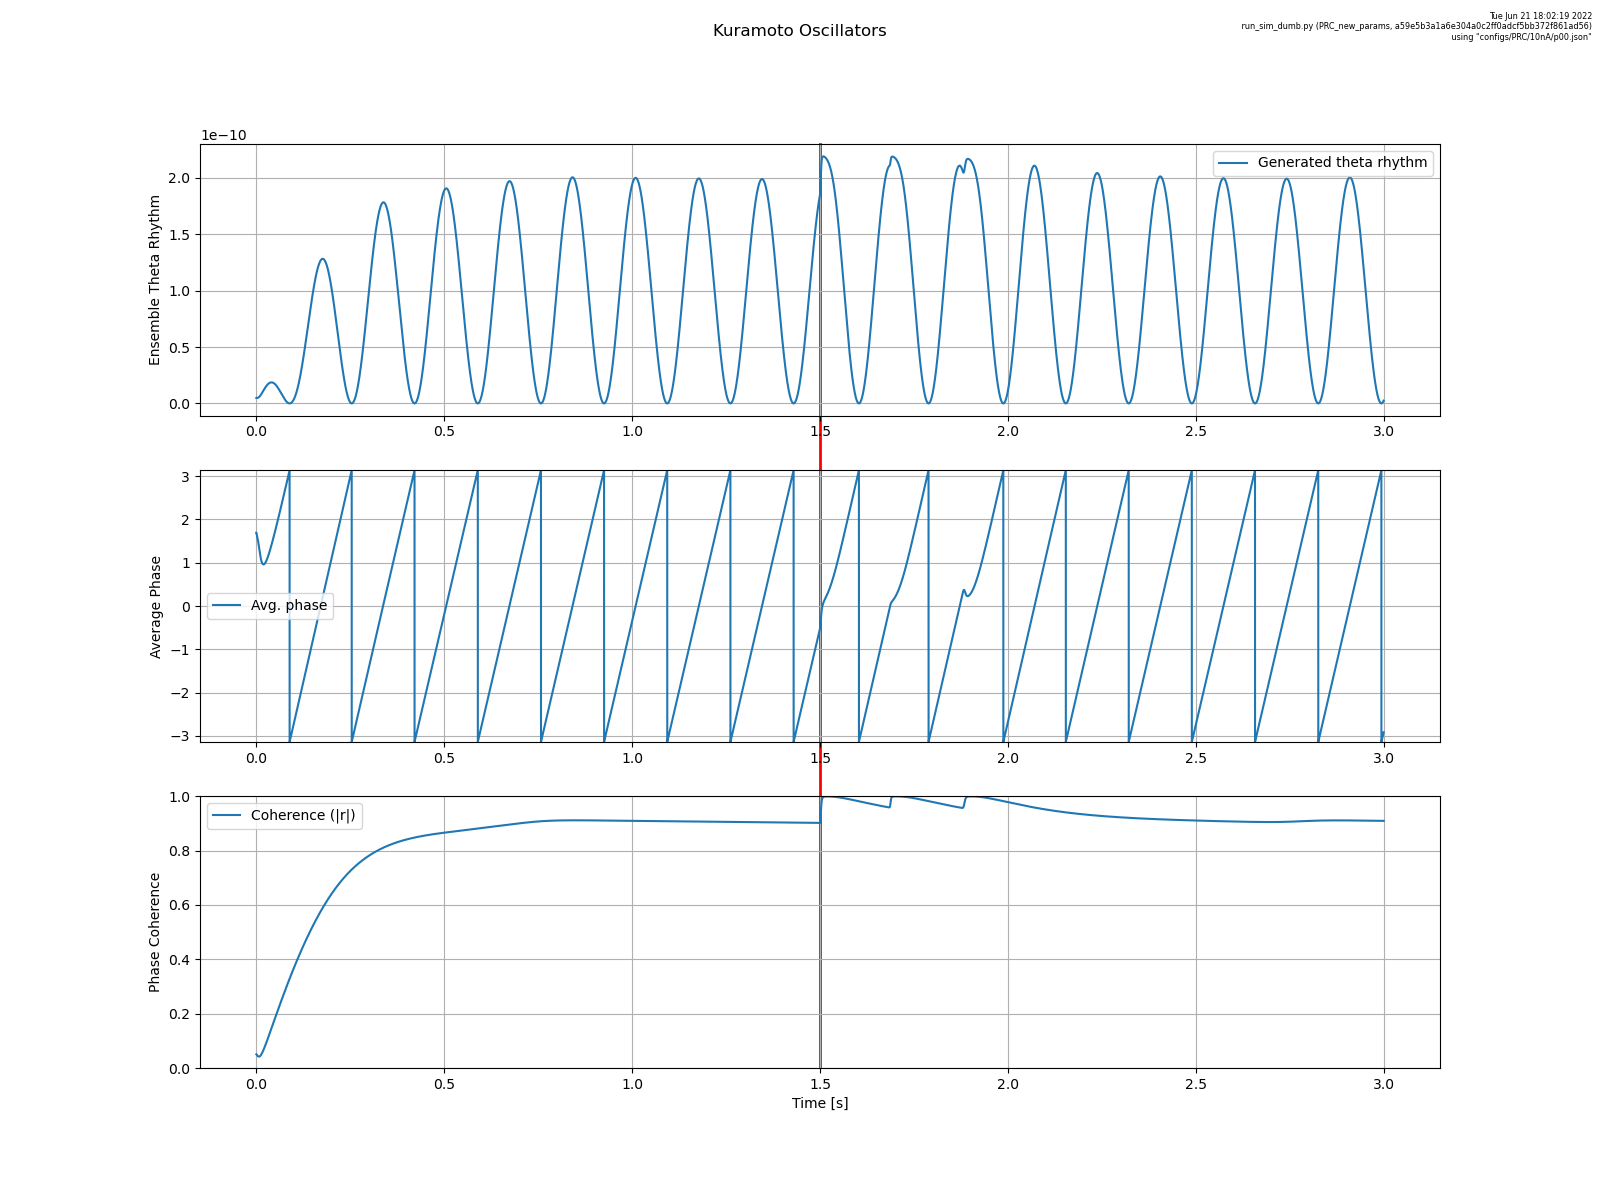 Tue Jun 21 18:02:19 2022
run_sim_dumb.py (PRC_new_params, a59e5b3a1a6e304a0c2ff0adcf5bb372f861ad56)
using "configs/PRC/10nA/p00.json"
Kuramoto Oscillators
1e−10
Generated theta rhythm
Ensemble Theta Rhythm
2.0
1.5
1.0
0.5
0.0
0.0 0.5 1.0 1.5 2.0 2.5 3.0
Average Phase
3
2
1
0
−1
−2
−3
Avg. phase
0.0 0.5 1.0 1.5 2.0 2.5 3.0
Phase Coherence
1.0
0.8
0.6
0.4
0.2
0.0
Coherence (|r|)
0.0 0.5 1.0 1.5 2.0 2.5 3.0
Time [s]